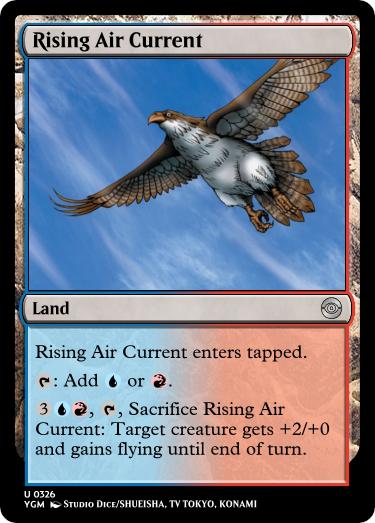 Rising Air Current
Land
Rising Air Current enters tapped.
: Add or .
3 , , Sacrifice Rising Air
Current: Target creature gets +2/+0
and gains flying until end of turn.
U 0326
YGM Studio Dice/SHUEISHA, TV TOKYO, KONAMI